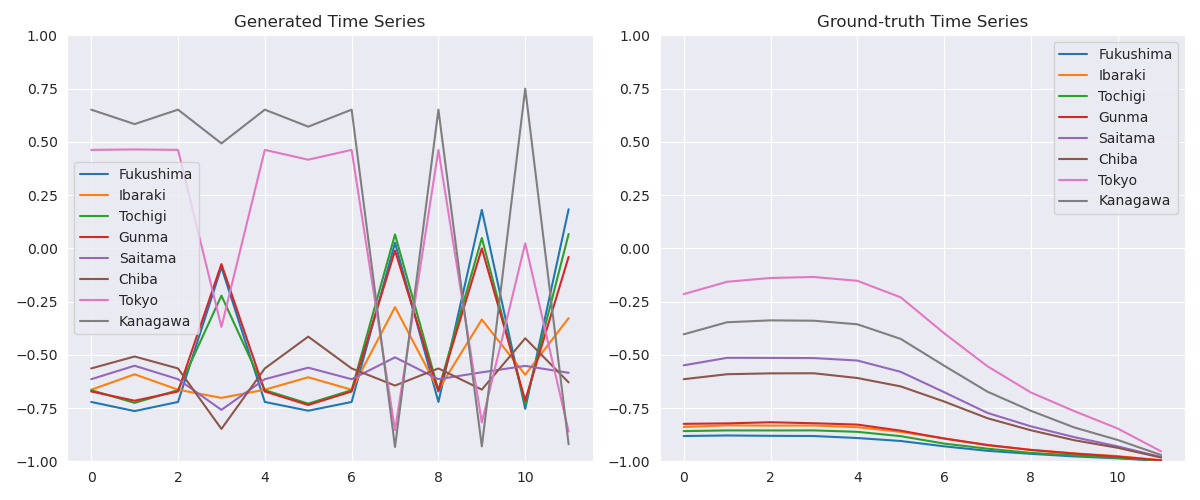 Generated Time Series
1.00
0.75
0.50
0.25
0.00
−0.25
−0.50
−0.75
−1.00
0 2 4 6 8 10
Fukushima
Ibaraki
Tochigi
Gunma
Saitama
Chiba
Tokyo
Kanagawa
Ground-truth Time Series
1.00
0.75
0.50
0.25
0.00
−0.25
−0.50
−0.75
−1.00
0 2 4 6 8 10
Fukushima
Ibaraki
Tochigi
Gunma
Saitama
Chiba
Tokyo
Kanagawa